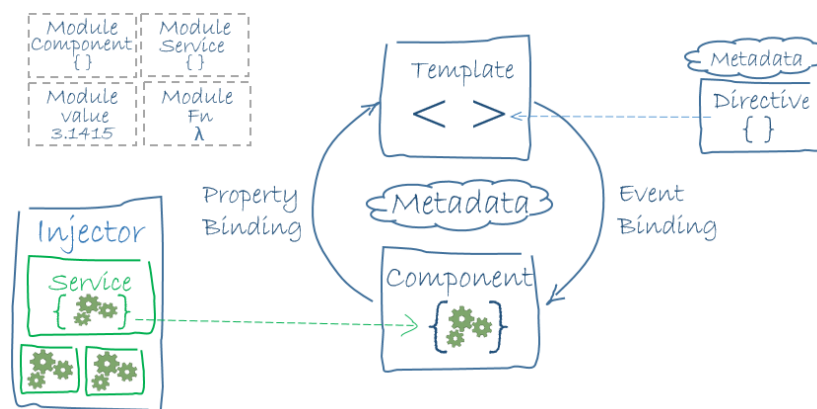 Module
Component
{ }
Module
Service
{ }
Module
value
3.1415
Module
Fn
λ
Template
< >
Metadata
Directive
{ }
Property
Binding
Metadata
Event
Binding
Injector
Service
{ }
Component
{ }